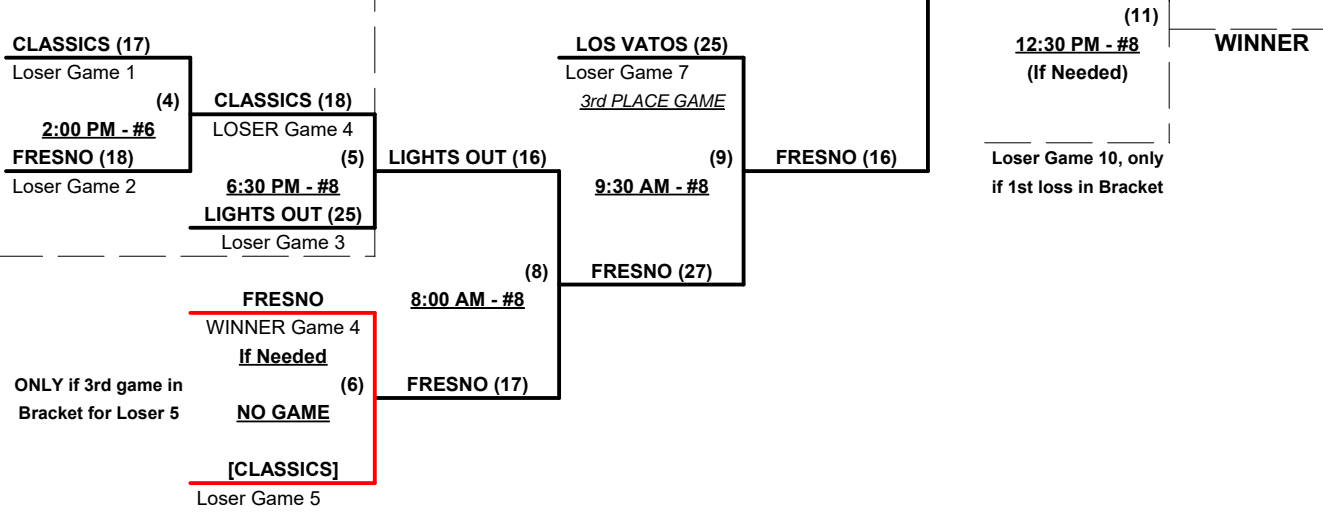 (11)
CLASSICS (17)
LOS VATOS (25)
12:30 PM - #8
WINNER
Loser Game 1
Loser Game 7
(If Needed)
(4)
CLASSICS (18)
3rd PLACE GAME
2:00 PM - #6
LOSER Game 4
FRESNO (18)
(5)
LIGHTS OUT (16)
(9)
FRESNO (16)
Loser Game 10, only
Loser Game 2
6:30 PM - #8
9:30 AM - #8
if 1st loss in Bracket
LIGHTS OUT (25)
Loser Game 3
(8)
FRESNO (27)
FRESNO
8:00 AM - #8
WINNER Game 4
If Needed
ONLY if 3rd game in
(6)
FRESNO (17)
Bracket for Loser 5
NO GAME
[CLASSICS]
Loser Game 5